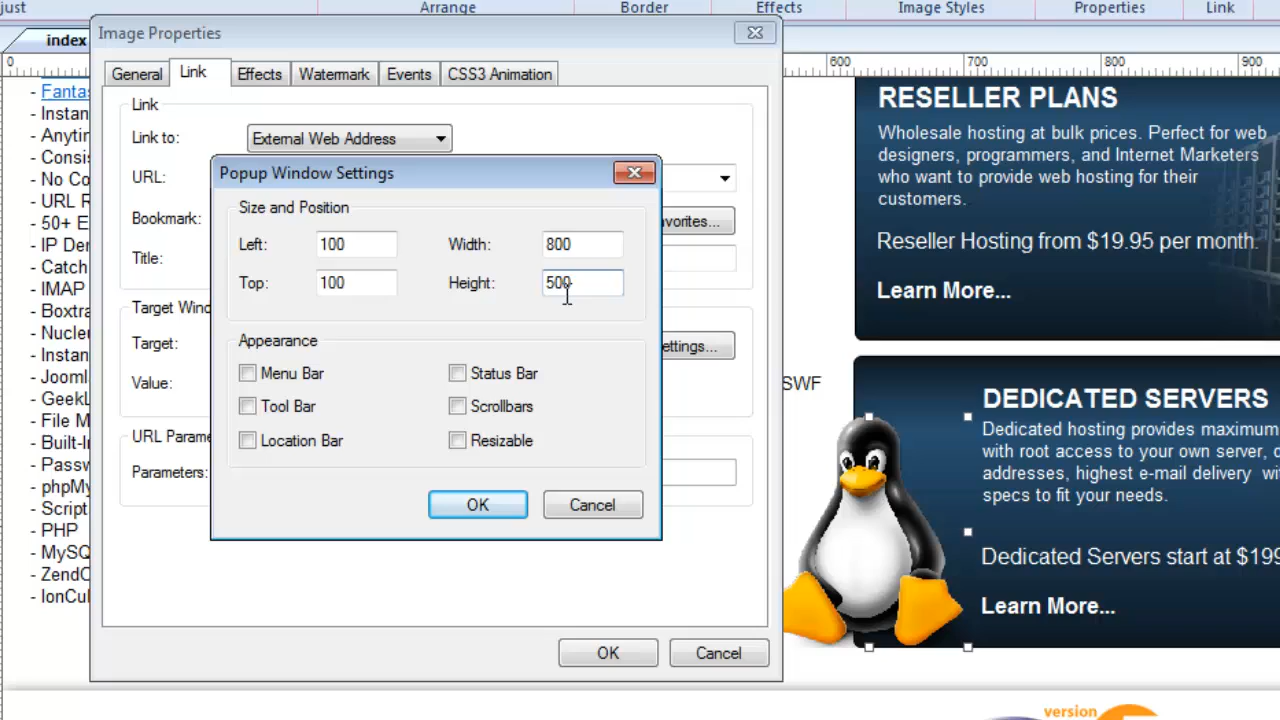 just Arrange Border Effects Image Styles Properties Link
index
Image Properties
0 600 700 800 900
General Link Effects Watermark Events CSS3 Animation
Link
Link to: External Web Address
URL:
Bookmark:
Title:
Target
Target:
Value:
URL
Parameters:
OK Cancel
Popup Window Settings
Size and Position
Left: 100 Width: 800
Top: 100 Height: 500
Appearance
Menu Bar Status Bar
Tool Bar Scrollbars
Location Bar Resizable
OK Cancel
- Fantas
- Instan
- Anytin
- Consis
- No Co
- URL R
- 50+ E
- IP Der
- Catch
- IMAP
- Boxtra
- Nucle
- Instan
- Jooml
- GeekL
- File M
- Built-In
- Passw
- phpMy
- Script
- PHP
- MySQ
- ZendO
- IonCu
SWF
RESELLER PLANS
Wholesale hosting at bulk prices. Perfect for web
designers, programmers, and Internet Marketers
who want to provide web hosting for their
customers.
Reseller Hosting from $19.95 per month.
Learn More...
DEDICATED SERVERS
Dedicated hosting provides maximum
with root access to your own server,
addresses, highest e-mail delivery
specs to fit your needs.
Dedicated Servers start at $199
Learn More...
version